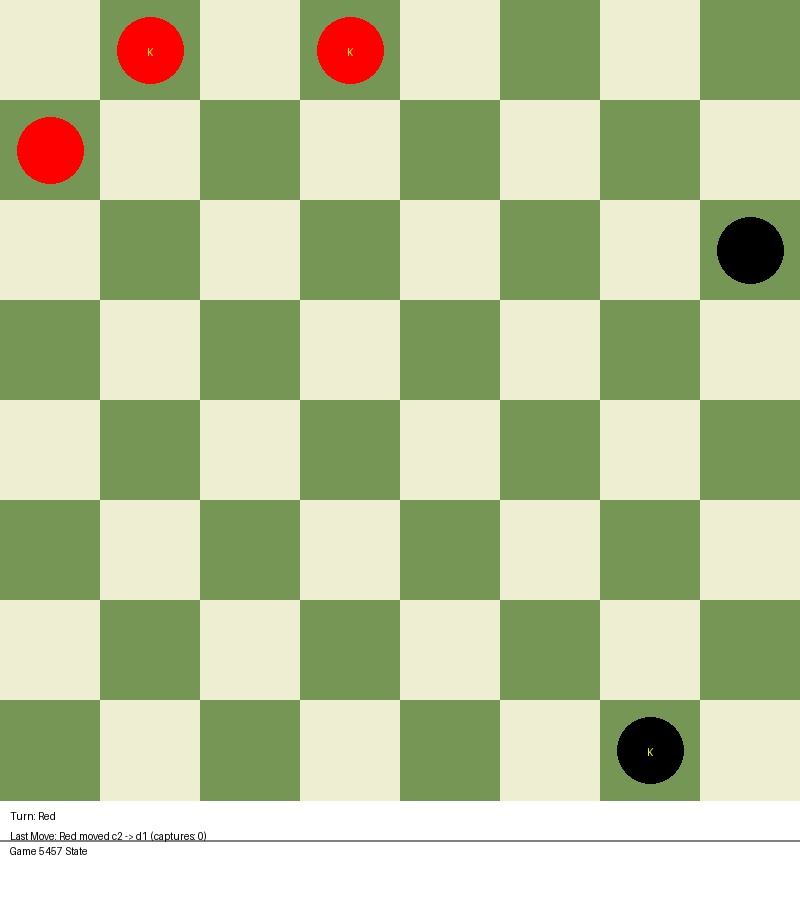 K K
K
Turn: Red
Last Move: Red moved c2 -> d1 (captures: 0)
Game 5457 State